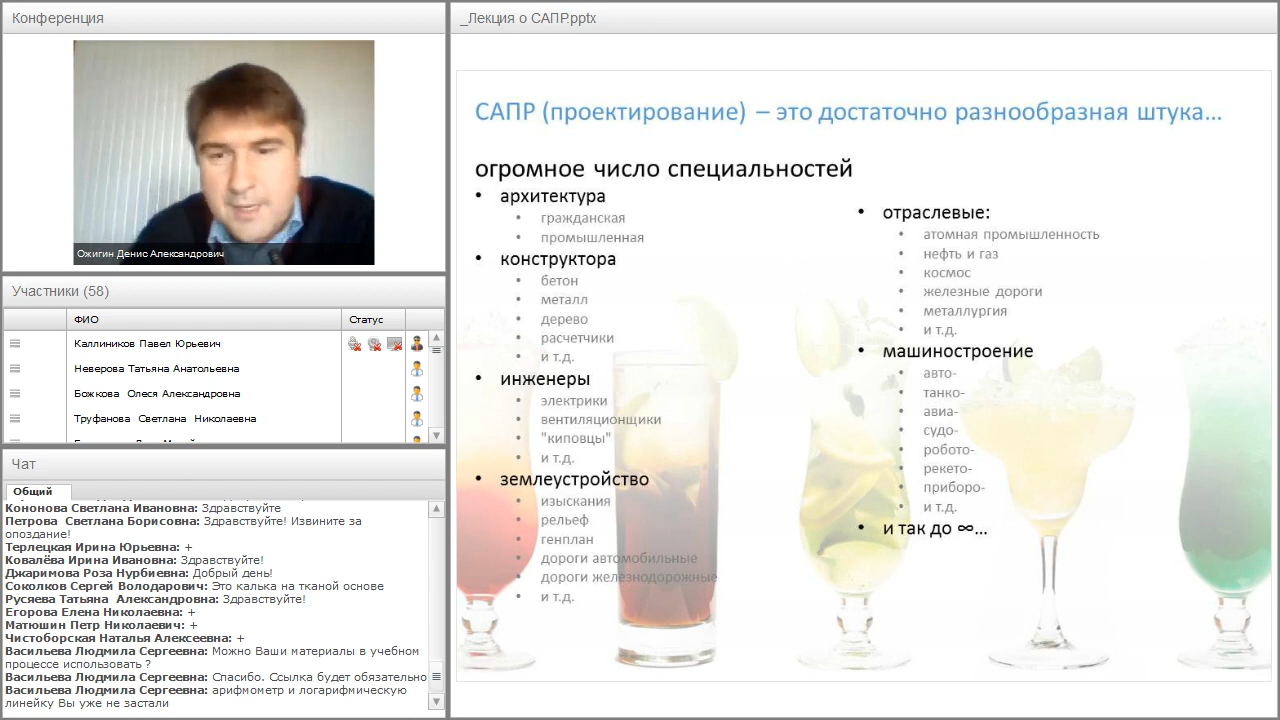 Конференция
Ожигин Денис Александрович
Участники (58)
ФИО
Статус
Каллиников Павел Юрьевич
Неверова Татьяна Анатольевна
Божкова Олеся Александровна
Труфанова Светлана Николаевна
Чат
Общий
Кононова Светлана Ивановна: Здравствуйте
Петрова Светлана Борисовна: Здравствуйте! Извините за
опоздание!
Терлецкая Ирина Юрьевна: +
Ковалёва Ирина Ивановна: Здравствуйте!
Джаримова Роза Нурбиевна: Добрый день!
Соколков Сергей Володарович: Это калька на тканой основе
Русяева Татьяна Александровна: Здравствуйте!
Егорова Елена Николаевна: +
Матюшин Петр Николаевич: +
Чистоборская Наталья Алексеевна: +
Васильева Людмила Сергеевна: Можно Ваши материалы в учебном
процессе использовать ?
Васильева Людмила Сергеевна: Спасибо. Ссылка будет обязательно
Васильева Людмила Сергеевна: арифмометр и логарифмическую
линейку Вы уже не застали
_Лекция о САПР.pptx
САПР (проектирование) – это достаточно разнообразная штука...
огромное число специальностей
• архитектура
• гражданская
• промышленная
• конструктора
• бетон
• металл
• дерево
• расчетчики
• и т.д.
• инженеры
• электрики
• вентиляционщики
• "киповцы"
• и т.д.
• землеустройство
• изыскания
• рельеф
• генплан
• дороги автомобильные
• дороги железнодорожные
• и т.д.
• отраслевые:
• атомная промышленность
• нефть и газ
• космос
• железные дороги
• металлургия
• и т.д.
• машиностроение
• авто-
• танко-
• авиа-
• судо-
• робото-
• рекето-
• приборо-
• и т.д.
• и так до ∞...